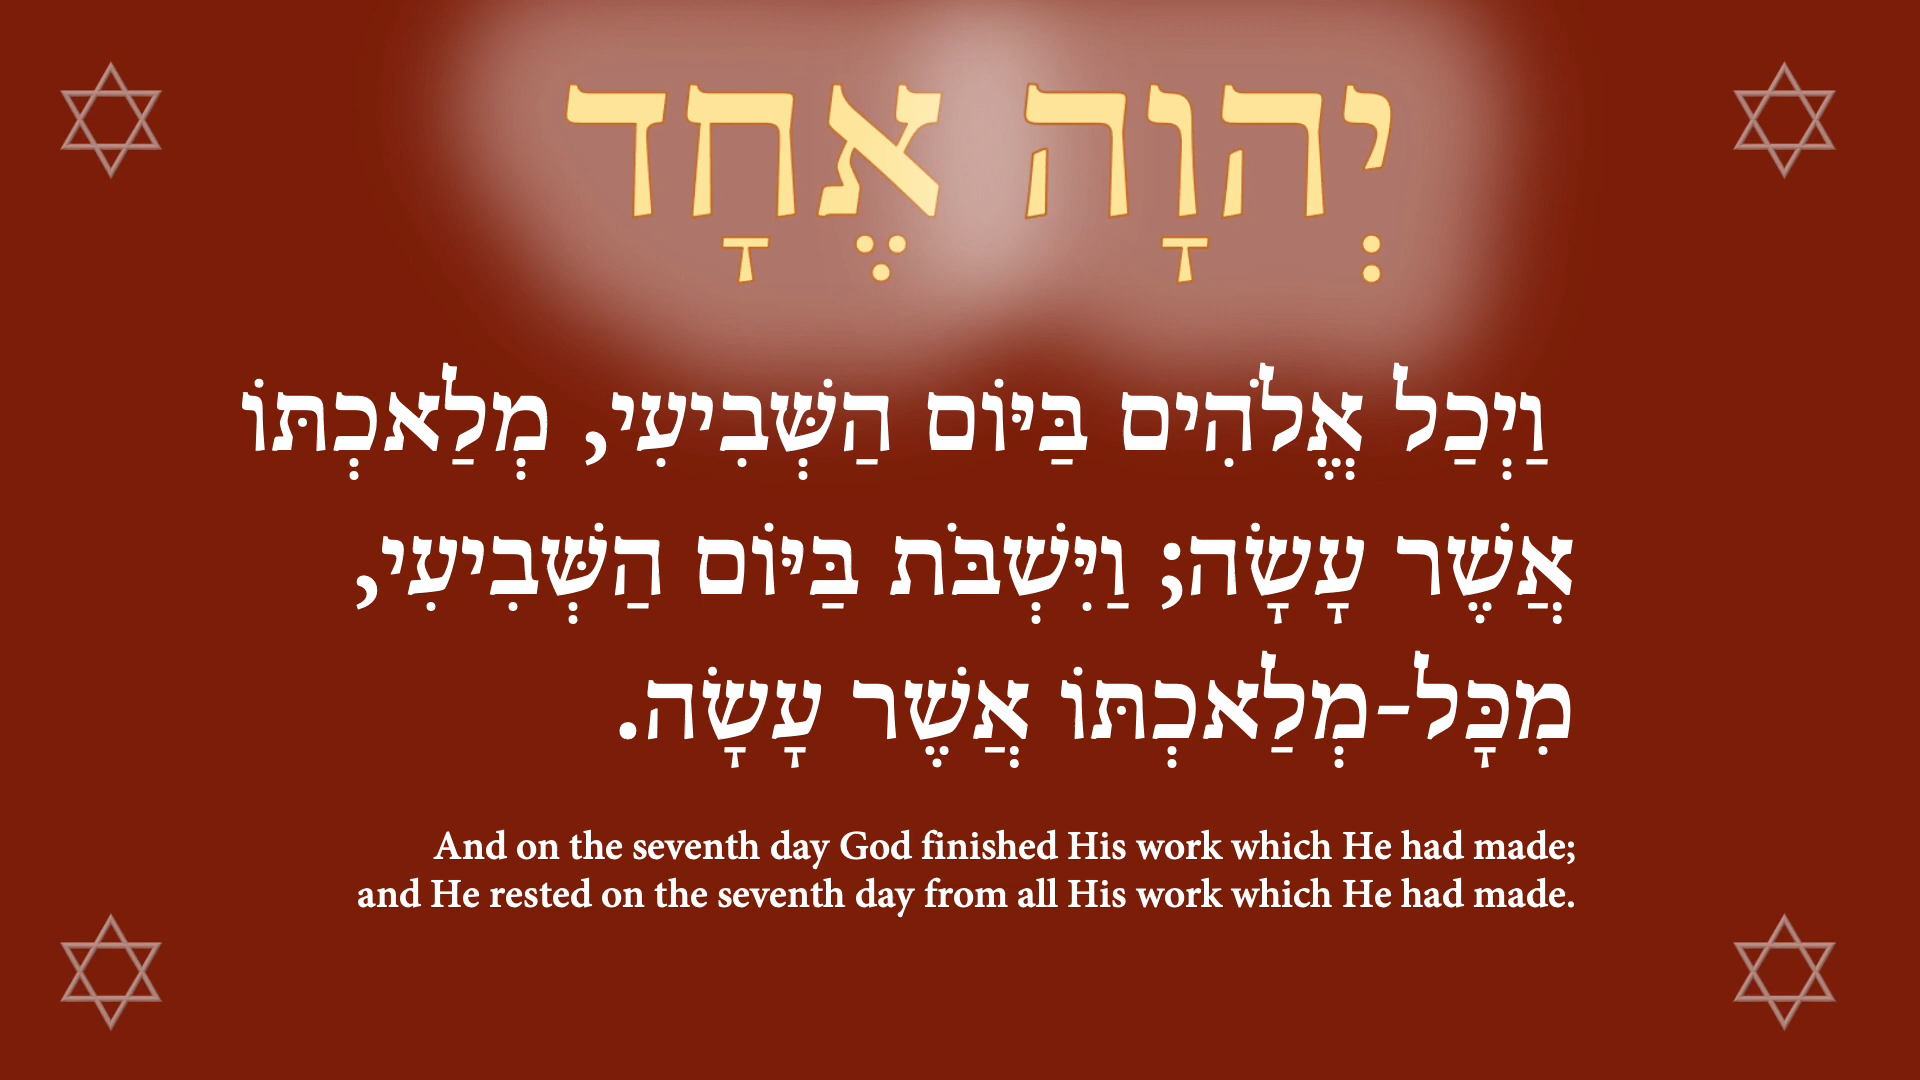 יְהוָה אֶחָד
וַיְכַל אֱלֹהִים בַּיּוֹם הַשְּׁבִיעִי, מְלַאכְתּוֹ
אֲשֶׁר עָשָׂה; וַיִּשְׁבֹּת בַּיּוֹם הַשְּׁבִיעִי,
מִכָּל-מְלַאכְתּוֹ אֲשֶׁר עָשָׂה.
And on the seventh day God finished His work which He had made;
and He rested on the seventh day from all His work which He had made.